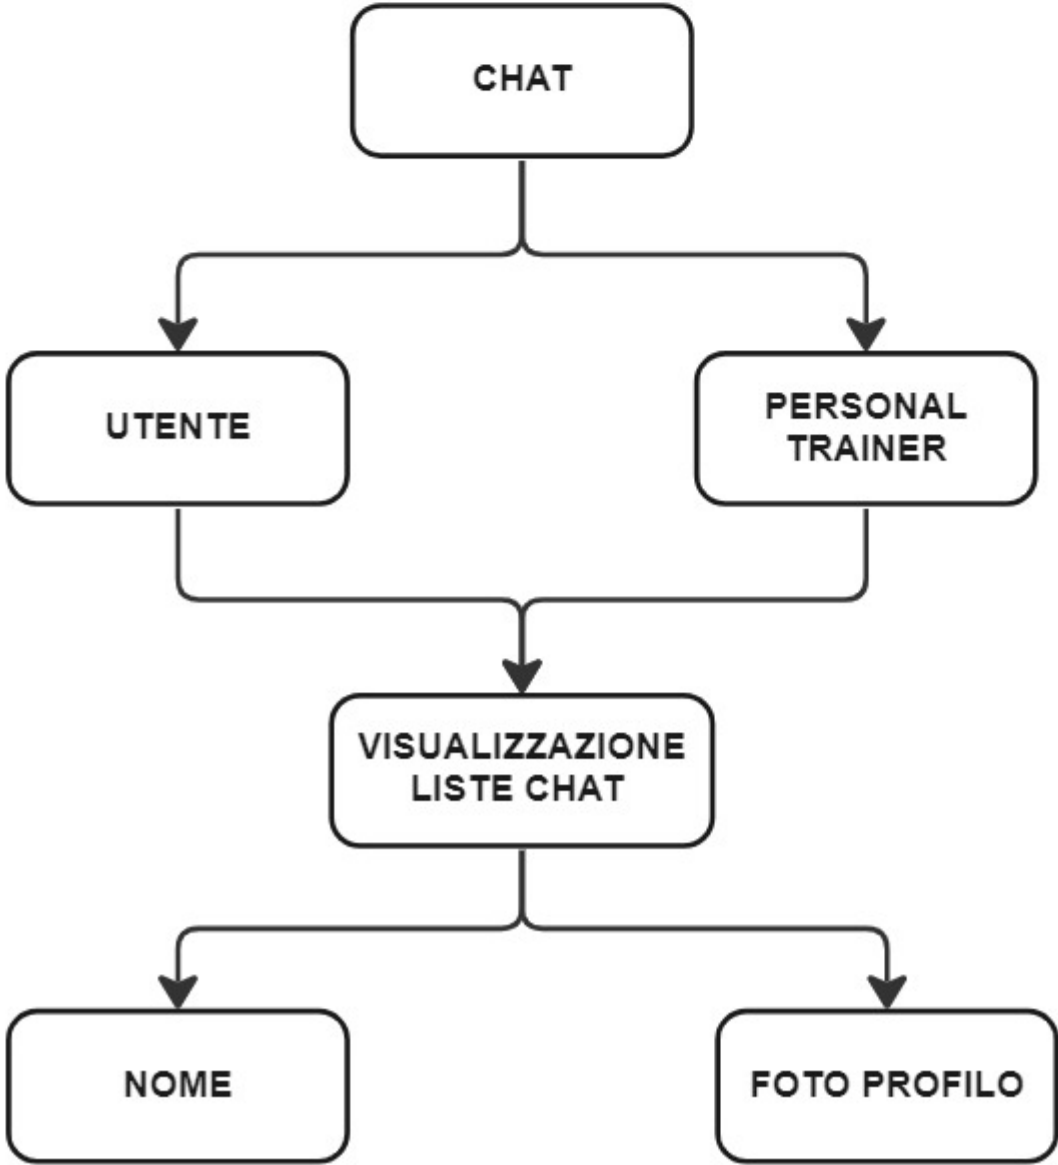 CHAT
UTENTE
PERSONAL
TRAINER
VISUALIZZAZIONE
LISTE CHAT
NOME
FOTO PROFILO